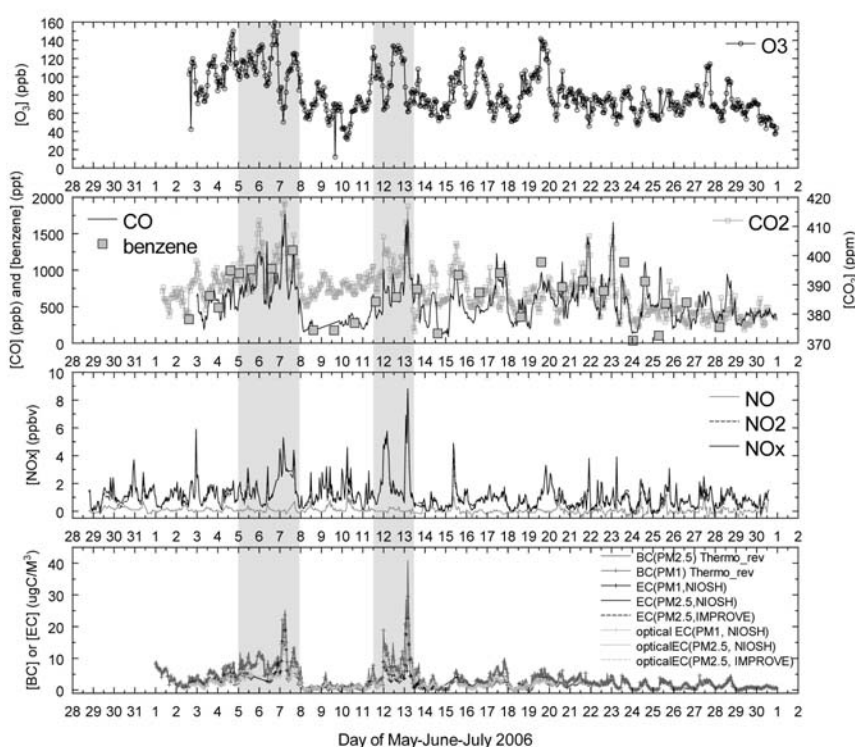 160
140
120
100
80
60
40
20
0
[O₃] (ppb)
O3
28 29 30 31 1 2 3 4 5 6 7 8 9 10 11 12 13 14 15 16 17 18 19 20 21 22 23 24 25 26 27 28 29 30 1 2
2000
1500
1000
500
0
[CO] (ppb) and [benzene] (ppt)
CO
benzene
CO2
420
410
400
390
380
370
[CO₂] (ppm)
28 29 30 31 1 2 3 4 5 6 7 8 9 10 11 12 13 14 15 16 17 18 19 20 21 22 23 24 25 26 27 28 29 30 1 2
10
8
6
4
2
0
[NOx] (ppbv)
NO
NO2
NOx
28 29 30 31 1 2 3 4 5 6 7 8 9 10 11 12 13 14 15 16 17 18 19 20 21 22 23 24 25 26 27 28 29 30 1 2
40
30
20
10
0
[BC] or [EC] (ugC/M³)
BC(PM2.5) Thermo_rev
BC(PM1) Thermo_rev
EC(PM1,NIOSH)
EC(PM2.5,NIOSH)
EC(PM2.5,IMPROVE)
optical EC(PM1, NIOSH)
opticalEC(PM2.5, NIOSH)
opticalEC(PM2.5, IMPROVE)
28 29 30 31 1 2 3 4 5 6 7 8 9 10 11 12 13 14 15 16 17 18 19 20 21 22 23 24 25 26 27 28 29 30 1 2
Day of May-June-July 2006